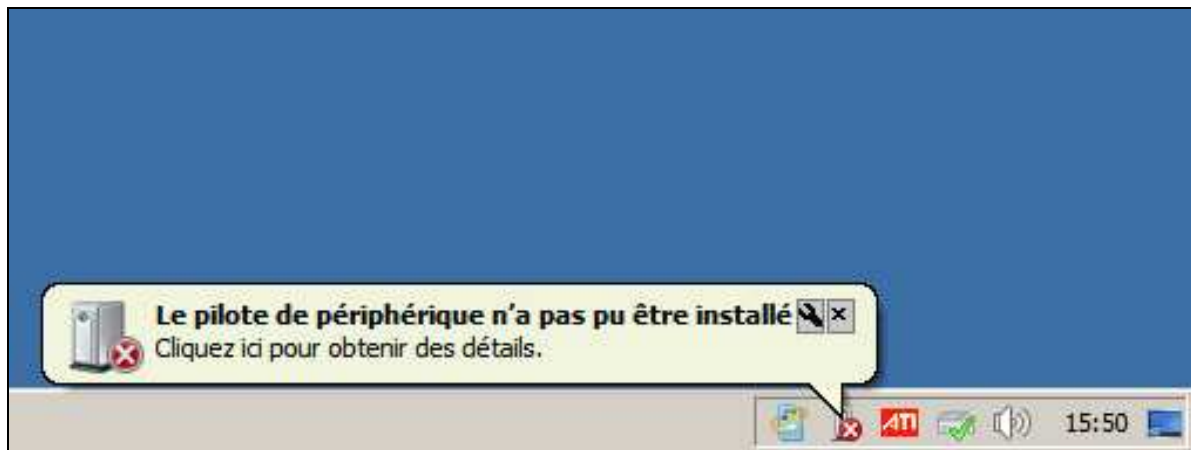 Le pilote de périphérique n'a pas pu être installé
Cliquez ici pour obtenir des détails.
ATI 15:50